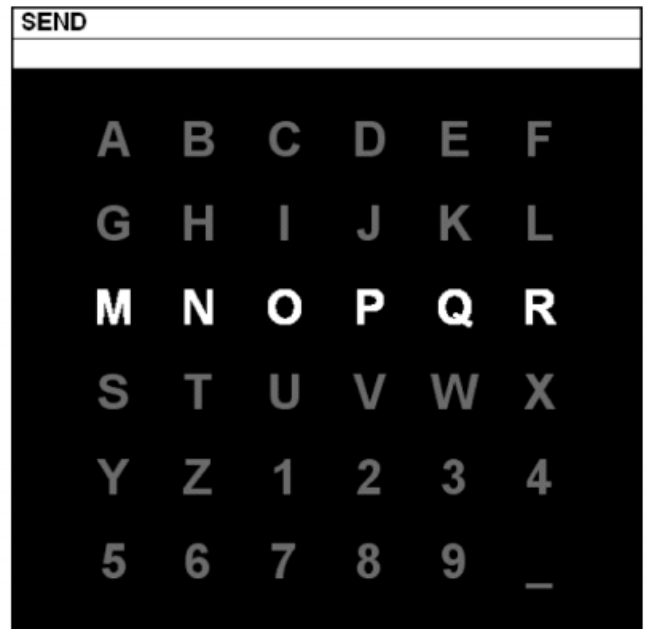 SEND
A B C D E F
G H I J K L
M N O P Q R
S T U V W X
Y Z 1 2 3 4
5 6 7 8 9 _